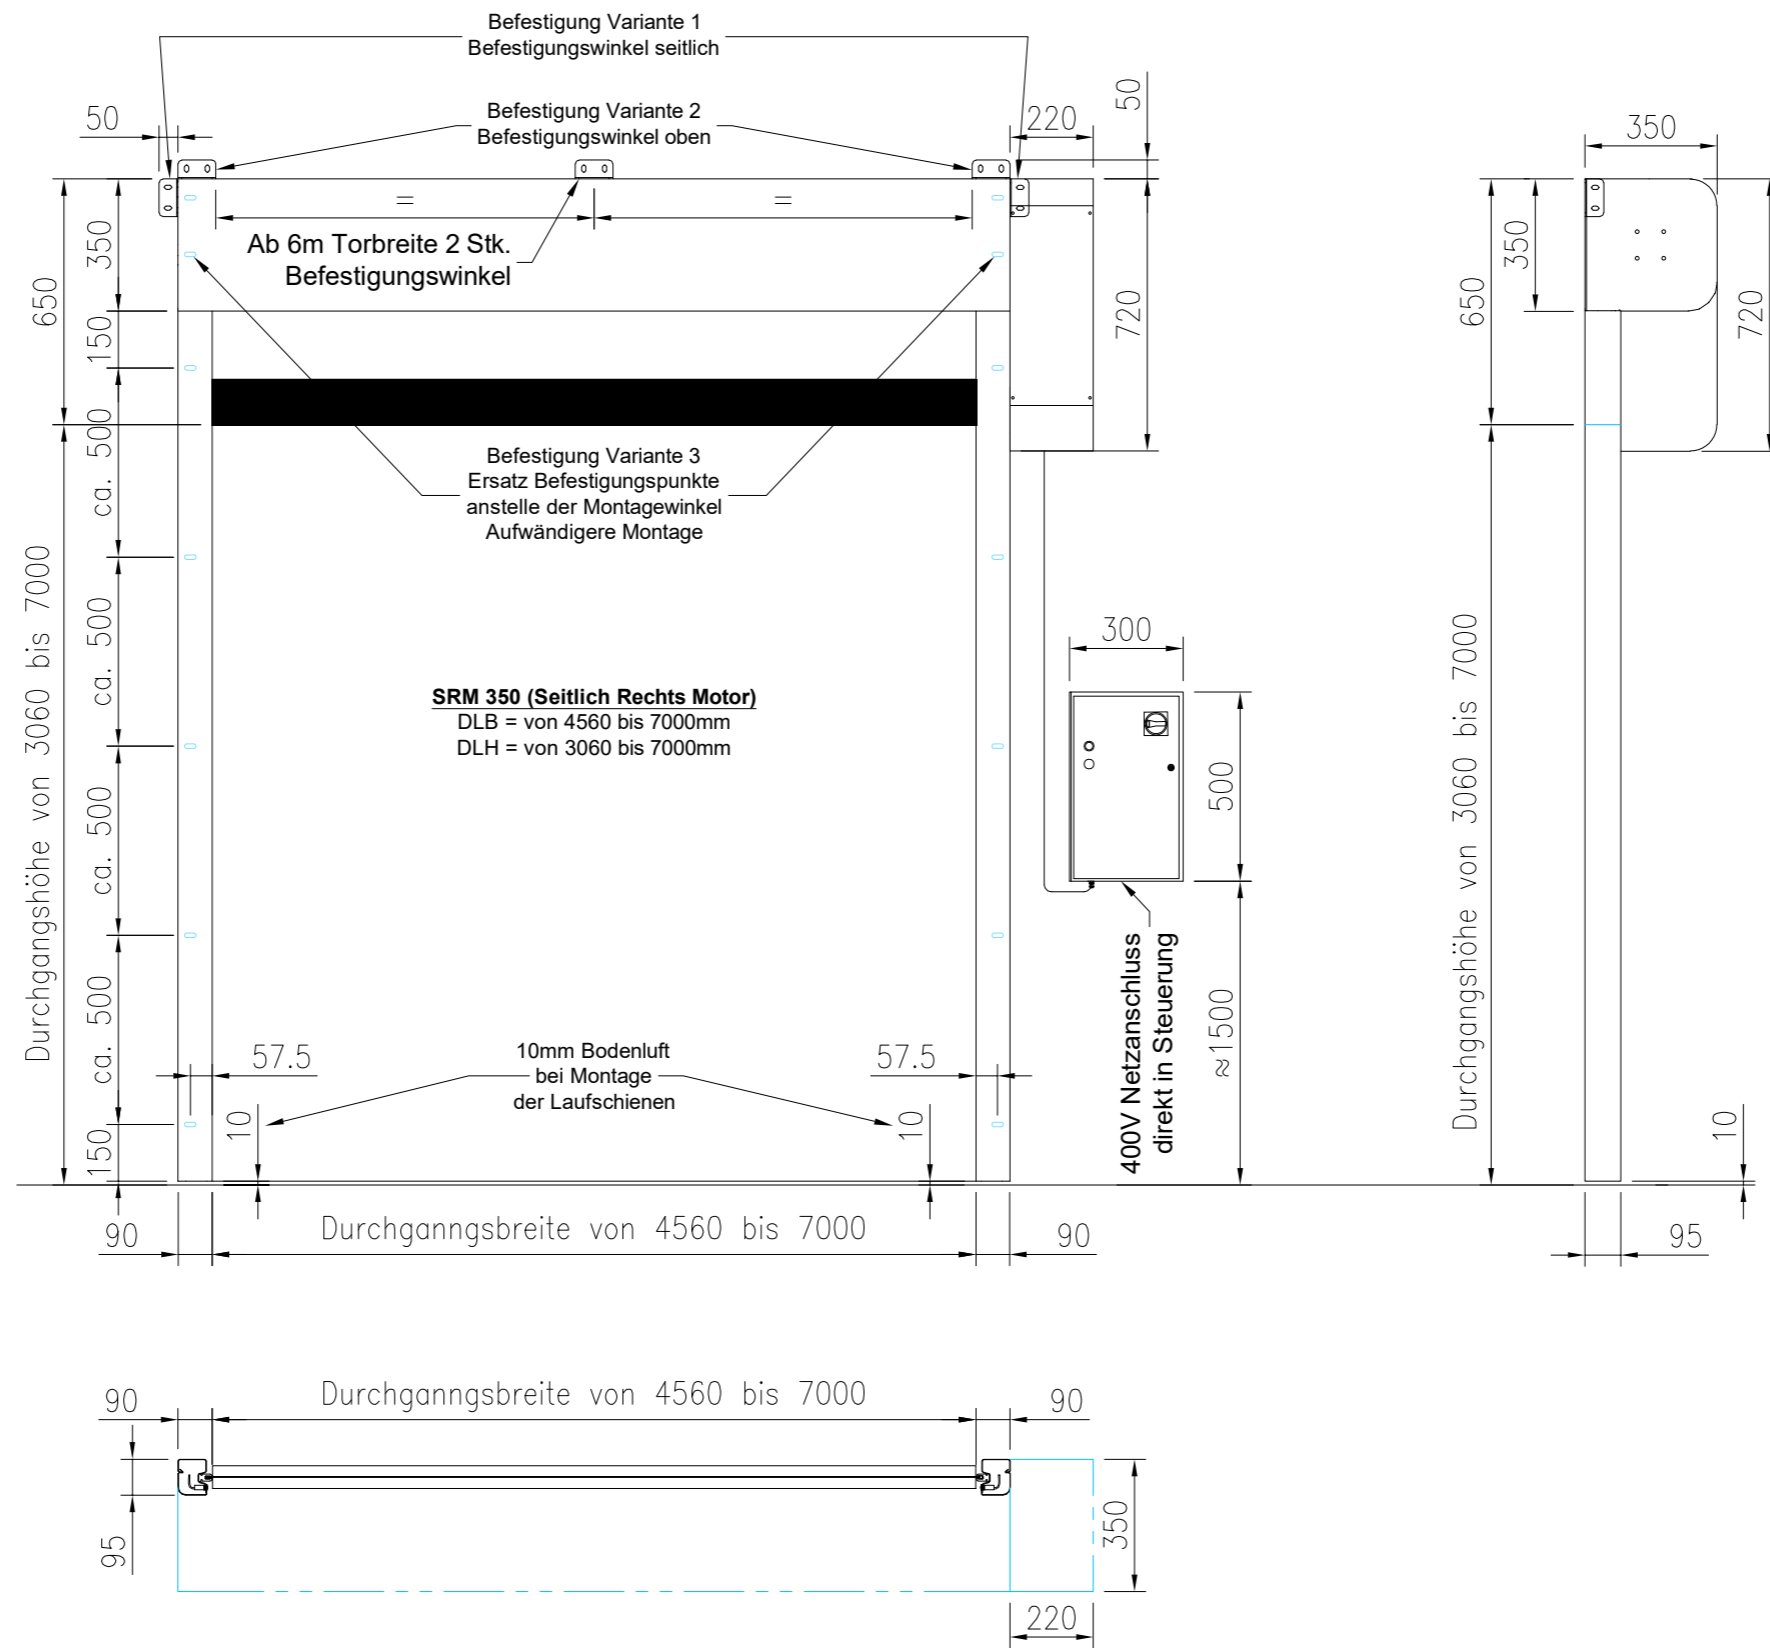 Befestigung Variante 1
Befestigungswinkel seitlich
Befestigung Variante 2
Befestigungswinkel oben
50
220
50
350
=
=
Ab 6m Torbreite 2 Stk.
Befestigungswinkel
650
350
150
720
650
350
720
ca. 500
Befestigung Variante 3
Ersatz Befestigungspunkte
anstelle der Montagewinkel
Aufwändigere Montage
ca. 500
ca. 500
ca. 500
150
Durchgangshöhe von 3060 bis 7000
SRM 350 (Seitlich Rechts Motor)
DLB = von 4560 bis 7000mm
DLH = von 3060 bis 7000mm
300
500
400V Netzanschluss
direkt in Steuerung
≈1500
Durchgangshöhe von 3060 bis 7000
57.5
10mm Bodenluft
bei Montage
der Laufschienen
57.5
10
10
10
90
Durchganngsbreite von 4560 bis 7000
90
95
90
Durchganngsbreite von 4560 bis 7000
90
95
350
220